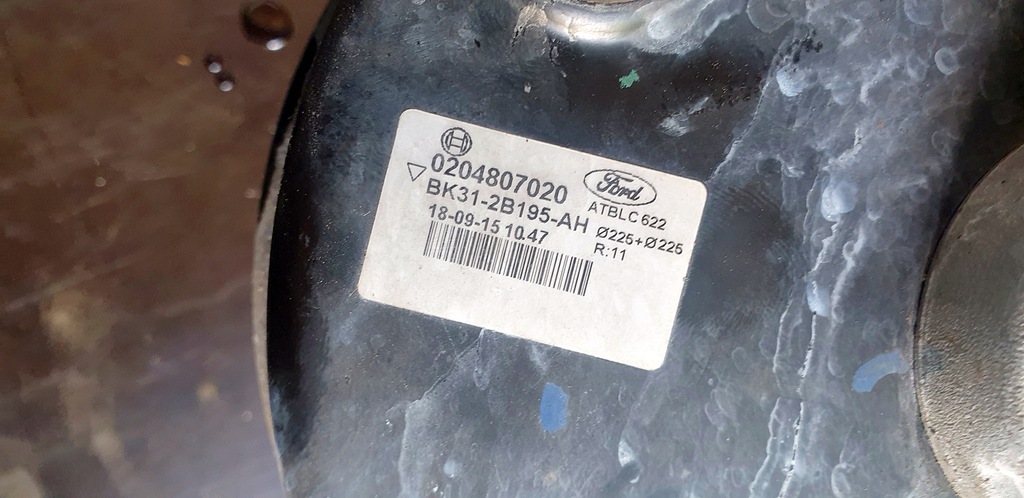 0204807020
BK31-2B195-AH
18-09-15 10.47
Ford
ATBLC 622
Ø225+Ø225
R:11